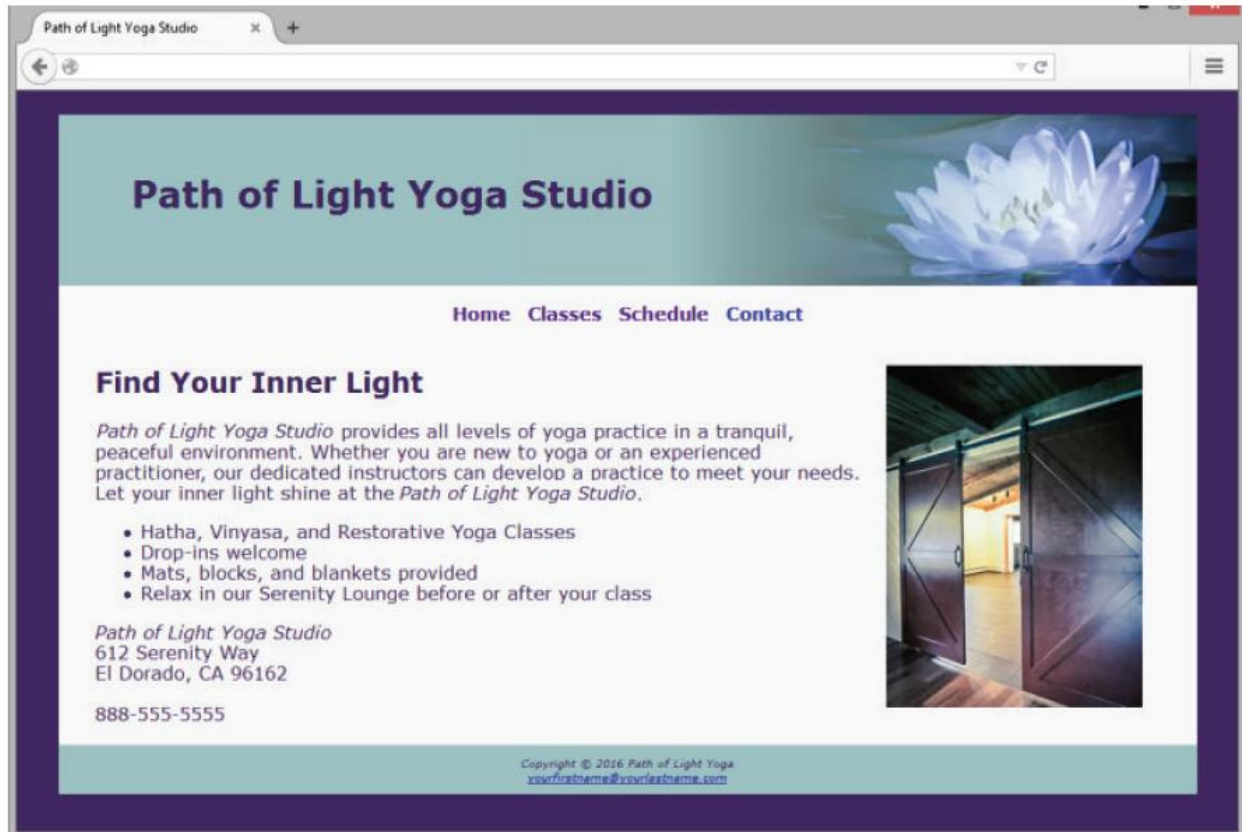 Path of Light Yoga Studio
Path of Light Yoga Studio
Home Classes Schedule Contact
Find Your Inner Light
Path of Light Yoga Studio provides all levels of yoga practice in a tranquil,
peaceful environment. Whether you are new to yoga or an experienced
practitioner, our dedicated instructors can develop a practice to meet your needs.
Let your inner light shine at the Path of Light Yoga Studio.
• Hatha, Vinyasa, and Restorative Yoga Classes
• Drop-ins welcome
• Mats, blocks, and blankets provided
• Relax in our Serenity Lounge before or after your class
Path of Light Yoga Studio
612 Serenity Way
El Dorado, CA 96162
888-555-5555
Copyright © 2016 Path of Light Yoga
yourfirstname@yourlastname.com